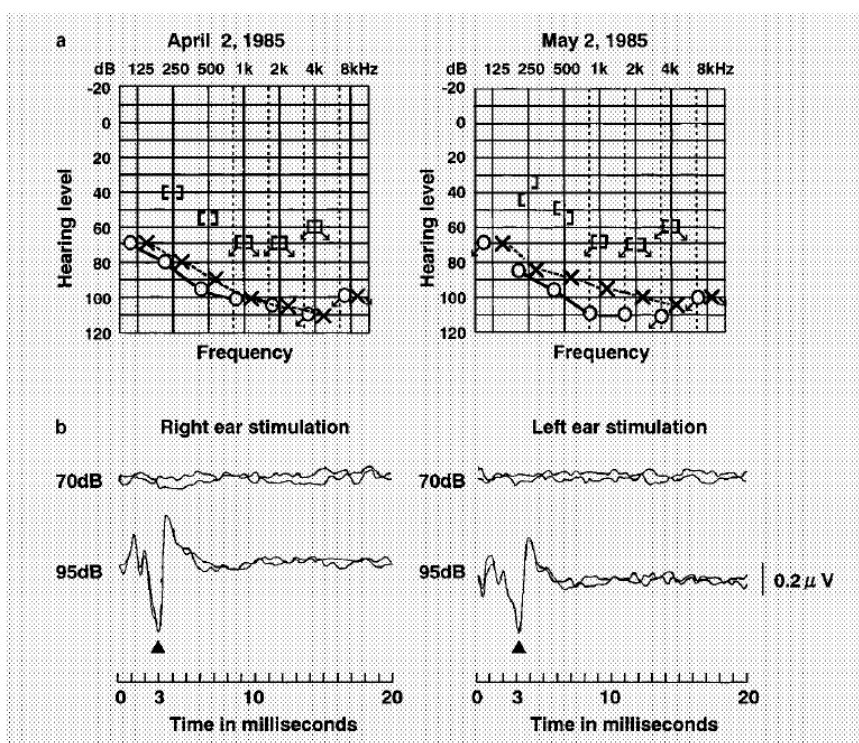 a
April 2, 1985
May 2, 1985
dB 125 250 500 1k 2k 4k 8kHz
dB 125 250 500 1k 2k 4k 8kHz
-20
0
20
40
60
80
100
120
Hearing level
Frequency
-20
0
20
40
60
80
100
120
Hearing level
Frequency
b
Right ear stimulation
Left ear stimulation
70dB
95dB
70dB
95dB
0.2 μ V
0 3 10 20
Time in milliseconds
0 3 10 20
Time in milliseconds